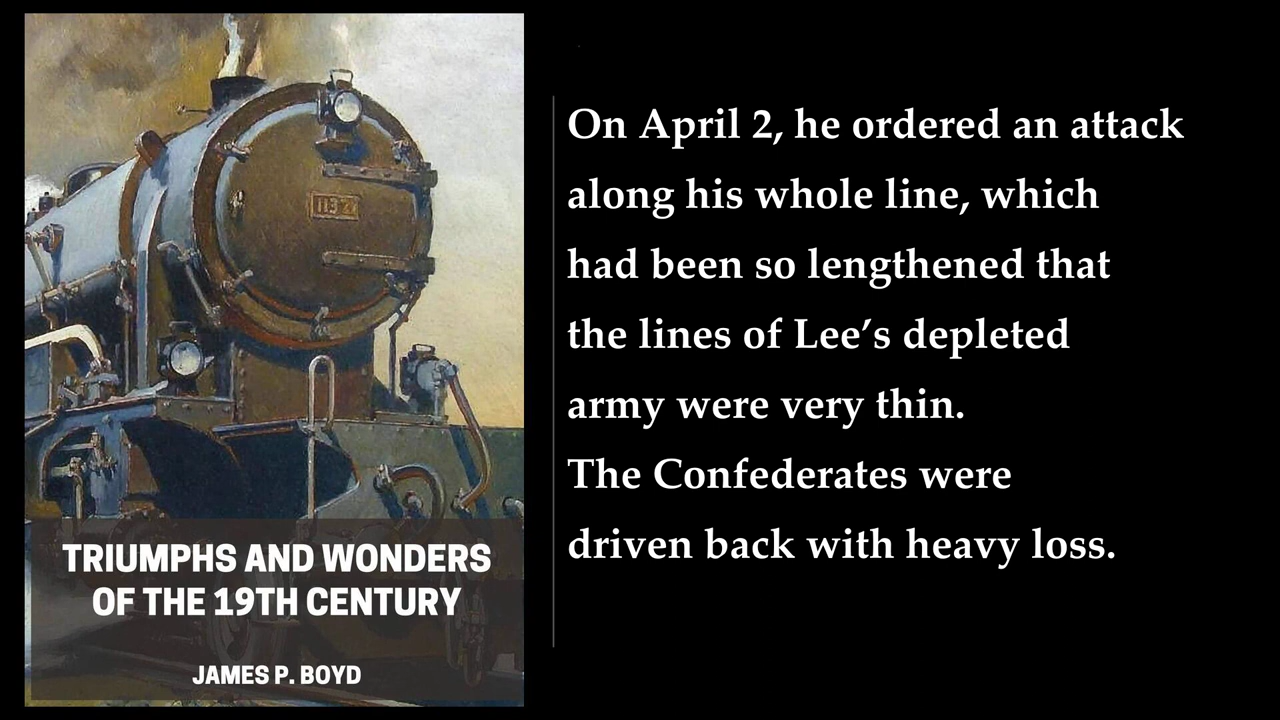 1132
TRIUMPHS AND WONDERS
OF THE 19TH CENTURY
JAMES P. BOYD
On April 2, he ordered an attack
along his whole line, which
had been so lengthened that
the lines of Lee’s depleted
army were very thin.
The Confederates were
driven back with heavy loss.